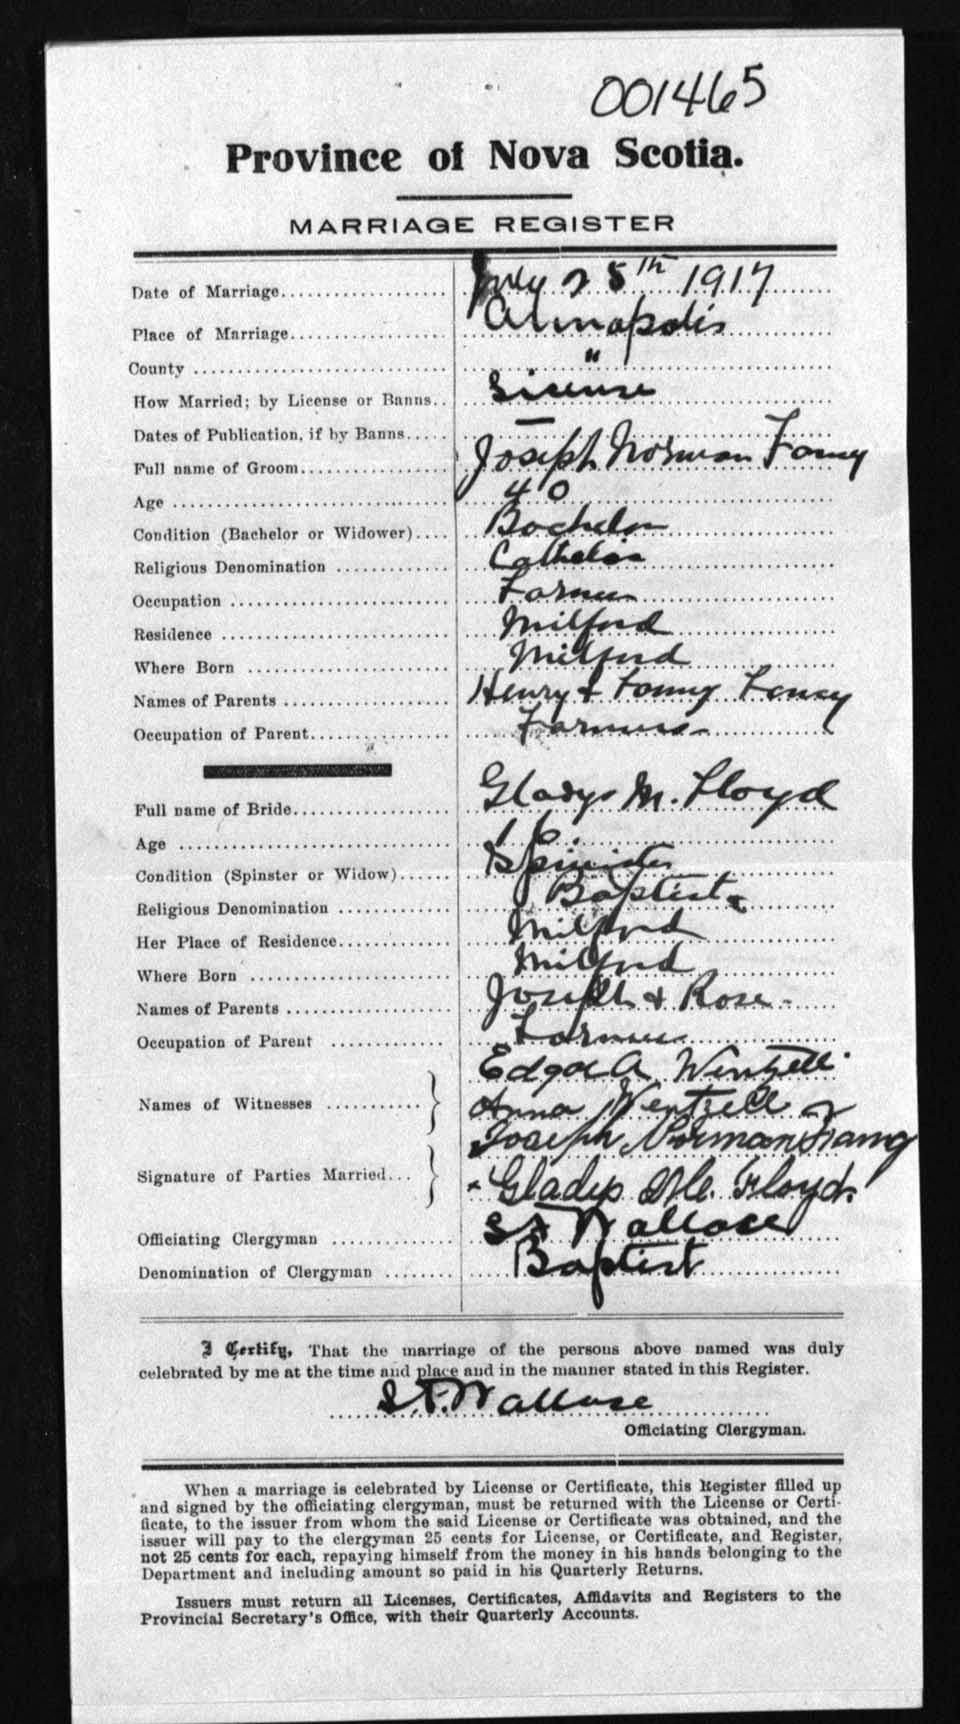 001465
Province of Nova Scotia.
MARRIAGE REGISTER
Date of Marriage July 25th 1917
Place of Marriage Annapolis
County "
How Married; by License or Banns License
Dates of Publication, if by Banns —
Full name of Groom Joseph Norman Fancy
Age 40
Condition (Bachelor or Widower) Bachelor
Religious Denomination Catholic
Occupation Farmer
Residence Milford
Where Born Milford
Names of Parents Henry & Fanny Fancy
Occupation of Parent Farmers
Full name of Bride Gladys M. Floyd
Age 16
Condition (Spinster or Widow) Spinster
Religious Denomination Baptist
Her Place of Residence Milford
Where Born Milford
Names of Parents Joseph & Rose
Occupation of Parent Farmer
Edgar A Wentzell
Names of Witnesses Anna Wentzell
Joseph Norman Fancy
Signature of Parties Married Gladys Mc. Floyd.
Officiating Clergyman Wallace
Denomination of Clergyman Baptist
I Certify, That the marriage of the persons above named was duly
celebrated by me at the time and place and in the manner stated in this Register.
Wallace
Officiating Clergyman.
When a marriage is celebrated by License or Certificate, this Register filled up
and signed by the officiating clergyman, must be returned with the License or Certi-
ficate, to the issuer from whom the said License or Certificate was obtained, and the
issuer will pay to the clergyman 25 cents for License, or Certificate, and Register,
not 25 cents for each, repaying himself from the money in his hands belonging to the
Department and including amount so paid in his Quarterly Returns.
Issuers must return all Licenses, Certificates, Affidavits and Registers to the
Provincial Secretary's Office, with their Quarterly Accounts.